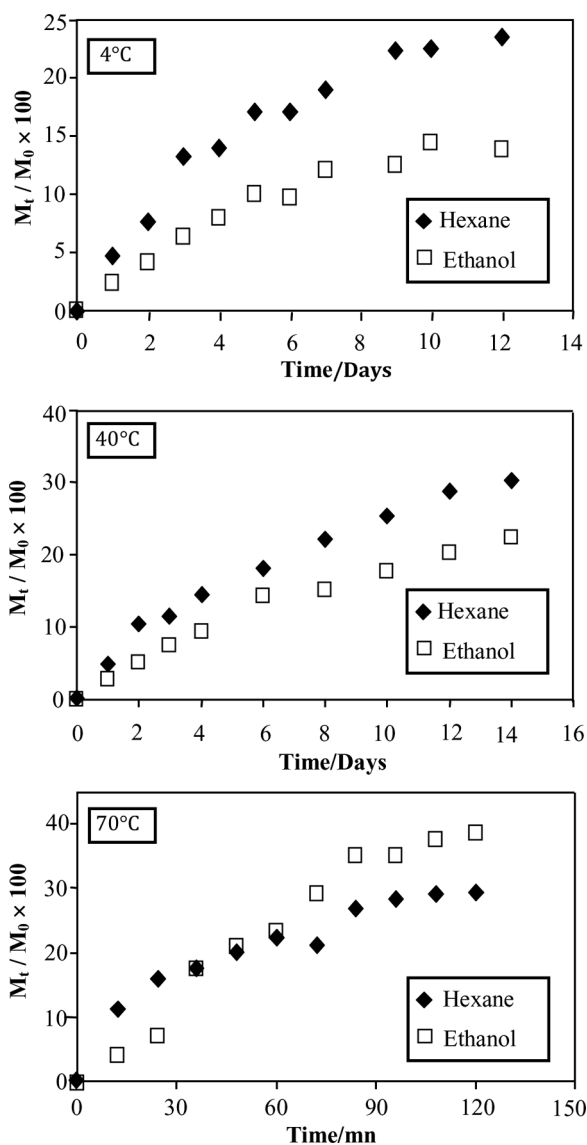 25
4°C
20
15
10
5
0
Mₜ / M₀ × 100
Hexane
Ethanol
0 2 4 6 8 10 12 14
Time/Days
40
40°C
30
20
10
0
Mₜ / M₀ × 100
Hexane
Ethanol
0 2 4 6 8 10 12 14 16
Time/Days
70°C
40
30
20
10
0
Mₜ / M₀ × 100
Hexane
Ethanol
0 30 60 90 120 150
Time/mn